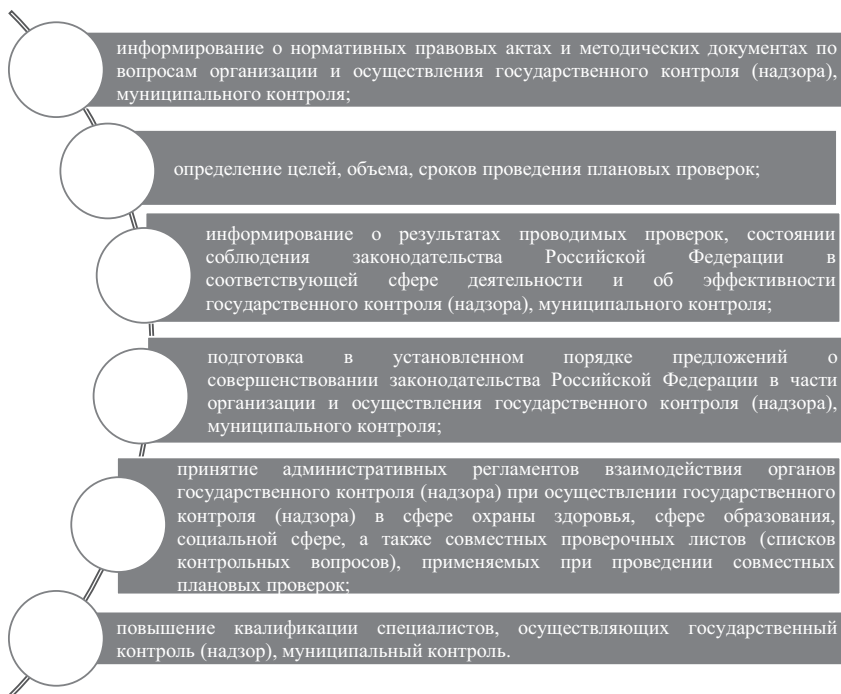 информирование о нормативных правовых актах и методических документах по
вопросам организации и осуществления государственного контроля (надзора),
муниципального контроля;
определение целей, объема, сроков проведения плановых проверок;
информирование о результатах проводимых проверок, состоянии
соблюдения законодательства Российской Федерации в
соответствующей сфере деятельности и об эффективности
государственного контроля (надзора), муниципального контроля;
подготовка в установленном порядке предложений о
совершенствовании законодательства Российской Федерации в части
организации и осуществления государственного контроля (надзора),
муниципального контроля;
принятие административных регламентов взаимодействия органов
государственного контроля (надзора) при осуществлении государственного
контроля (надзора) в сфере охраны здоровья, сфере образования,
социальной сфере, а также совместных проверочных листов (списков
контрольных вопросов), применяемых при проведении совместных
плановых проверок;
повышение квалификации специалистов, осуществляющих государственный
контроль (надзор), муниципальный контроль.